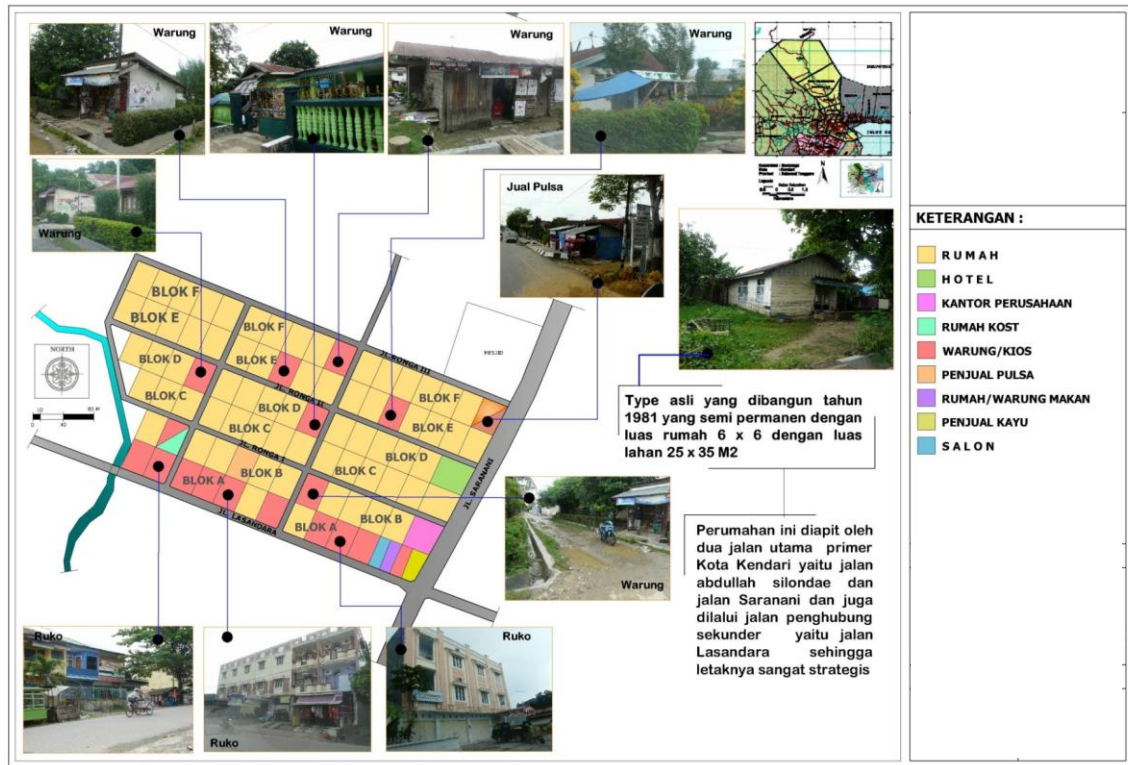 Warung
Warung
Warung
Warung
Warung
Jual Pulsa
BLOK F
BLOK E
BLOK D
BLOK C
BLOK F
BLOK E
BLOK D
BLOK C
BLOK B
BLOK A
BLOK F
BLOK E
BLOK D
BLOK C
BLOK B
BLOK A
JL. RONGA III
JL. RONGA II
JL. RONGA I
JL. LASANDARA
JL. SARANANI
MESJID
NORTH
Type asli yang dibangun tahun
1981 yang semi permanen dengan
luas rumah 6 x 6 dengan luas
lahan 25 x 35 M2
Perumahan ini diapit oleh
dua jalan utama primer
Kota Kendari yaitu jalan
abdullah silondae dan
jalan Saranani dan juga
dilalui jalan penghubung
sekunder yaitu jalan
Lasandara sehingga
letaknya sangat strategis
Warung
Ruko
Ruko
Ruko
KETERANGAN :
RUMAH
HOTEL
KANTOR PERUSAHAAN
RUMAH KOST
WARUNG/KIOS
PENJUAL PULSA
RUMAH/WARUNG MAKAN
PENJUAL KAYU
SALON